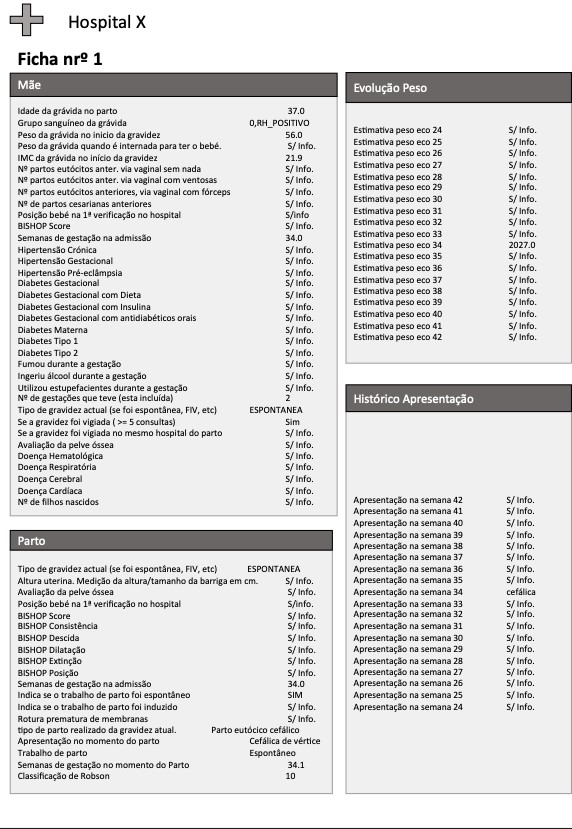 Hospital X
Ficha nrº 1
Mãe
Idade da grávida no parto 37.0
Grupo sanguíneo da grávida 0,RH_POSITIVO
Peso da grávida no inicio da gravidez 56.0
Peso da grávida quando é internada para ter o bebé. S/ Info.
IMC da grávida no início da gravidez 21.9
Nº partos eutócitos anter. via vaginal sem nada S/ Info.
Nº partos eutócitos anter. via vaginal com ventosas S/ Info.
Nº partos eutócitos anteriores, via vaginal com fórceps S/ Info.
Nº de partos cesarianas anteriores S/ Info.
Posição bebé na 1ª verificação no hospital S/info
BISHOP Score S/ Info.
Semanas de gestação na admissão 34.0
Hipertensão Crónica S/ Info.
Hipertensão Gestacional S/ Info.
Hipertensão Pré-eclâmpsia S/ Info.
Diabetes Gestacional S/ Info.
Diabetes Gestacional com Dieta S/ Info.
Diabetes Gestacional com Insulina S/ Info.
Diabetes Gestacional com antidiabéticos orais S/ Info.
Diabetes Materna S/ Info.
Diabetes Tipo 1 S/ Info.
Diabetes Tipo 2 S/ Info.
Fumou durante a gestação S/ Info.
Ingeriu álcool durante a gestação S/ Info.
Utilizou estupefacientes durante a gestação S/ Info.
Nº de gestações que teve (esta incluída) 2
Tipo de gravidez actual (se foi espontânea, FIV, etc) ESPONTANEA
Se a gravidez foi vigiada ( >= 5 consultas) Sim
Se a gravidez foi vigiada no mesmo hospital do parto S/ Info.
Avaliação da pelve óssea S/ Info.
Doença Hematológica S/ Info.
Doença Respiratória S/ Info.
Doença Cerebral S/ Info.
Doença Cardíaca S/ Info.
Nº de filhos nascidos S/ Info.
Parto
Tipo de gravidez actual (se foi espontânea, FIV, etc) ESPONTANEA
Altura uterina. Medição da altura/tamanho da barriga em cm. S/ Info.
Avaliação da pelve óssea S/ Info.
Posição bebé na 1ª verificação no hospital S/info.
BISHOP Score S/ Info.
BISHOP Consistência S/ Info.
BISHOP Descida S/ Info.
BISHOP Dilatação S/ Info.
BISHOP Extinção S/ Info.
BISHOP Posição S/ Info.
Semanas de gestação na admissão 34.0
Indica se o trabalho de parto foi espontâneo SIM
Indica se o trabalho de parto foi induzido S/ Info.
Rotura prematura de membranas S/ Info.
tipo de parto realizado da gravidez atual. Parto eutócico cefálico
Apresentação no momento do parto Cefálica de vértice
Trabalho de parto Espontâneo
Semanas de gestação no momento do Parto 34.1
Classificação de Robson 10
Evolução Peso
Estimativa peso eco 24 S/ Info.
Estimativa peso eco 25 S/ Info.
Estimativa peso eco 26 S/ Info.
Estimativa peso eco 27 S/ Info.
Estimativa peso eco 28 S/ Info.
Estimativa peso eco 29 S/ Info.
Estimativa peso eco 30 S/ Info.
Estimativa peso eco 31 S/ Info.
Estimativa peso eco 32 S/ Info.
Estimativa peso eco 33 S/ Info.
Estimativa peso eco 34 2027.0
Estimativa peso eco 35 S/ Info.
Estimativa peso eco 36 S/ Info.
Estimativa peso eco 37 S/ Info.
Estimativa peso eco 38 S/ Info.
Estimativa peso eco 39 S/ Info.
Estimativa peso eco 40 S/ Info.
Estimativa peso eco 41 S/ Info.
Estimativa peso eco 42 S/ Info.
Histórico Apresentação
Apresentação na semana 42 S/ Info.
Apresentação na semana 41 S/ Info.
Apresentação na semana 40 S/ Info.
Apresentação na semana 39 S/ Info.
Apresentação na semana 38 S/ Info.
Apresentação na semana 37 S/ Info.
Apresentação na semana 36 S/ Info.
Apresentação na semana 35 S/ Info.
Apresentação na semana 34 cefálica
Apresentação na semana 33 S/ Info.
Apresentação na semana 32 S/ Info.
Apresentação na semana 31 S/ Info.
Apresentação na semana 30 S/ Info.
Apresentação na semana 29 S/ Info.
Apresentação na semana 28 S/ Info.
Apresentação na semana 27 S/ Info.
Apresentação na semana 26 S/ Info.
Apresentação na semana 25 S/ Info.
Apresentação na semana 24 S/ Info.